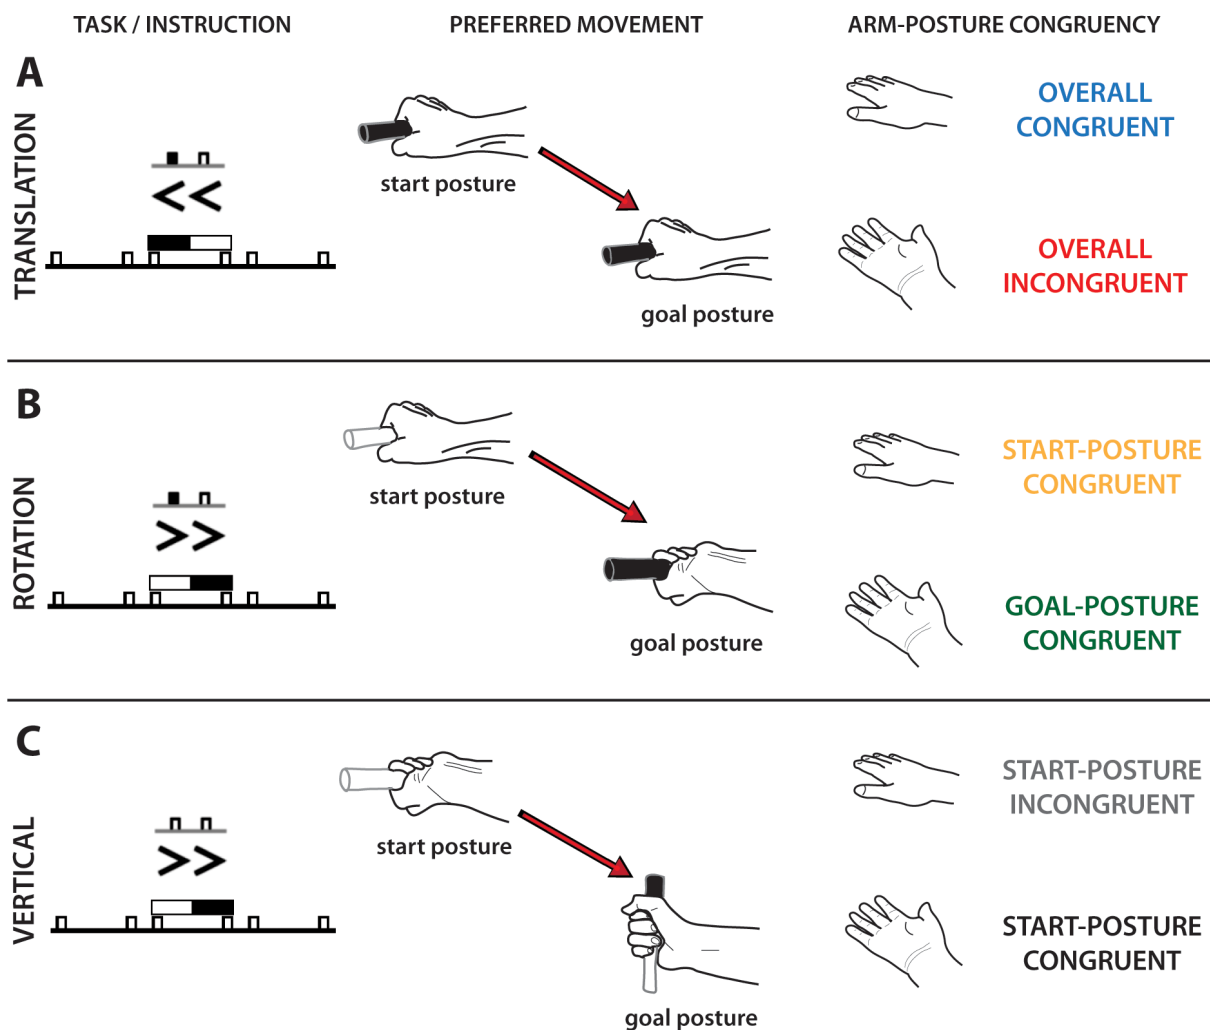 TASK / INSTRUCTION
PREFERRED MOVEMENT
ARM-POSTURE CONGRUENCY
A
TRANSLATION
start posture
goal posture
OVERALL
CONGRUENT
OVERALL
INCONGRUENT
B
ROTATION
start posture
goal posture
START-POSTURE
CONGRUENT
GOAL-POSTURE
CONGRUENT
C
VERTICAL
start posture
goal posture
START-POSTURE
INCONGRUENT
START-POSTURE
CONGRUENT